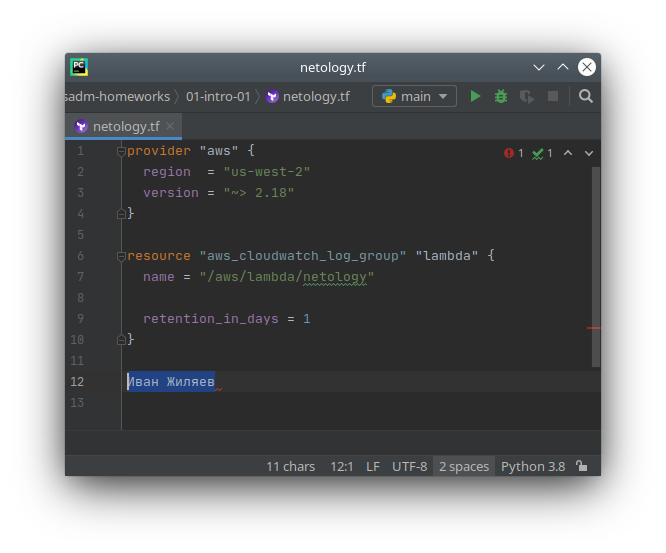 netology.tf
sadm-homeworks 01-intro-01 netology.tf main
netology.tf
1 provider "aws" { 1 1
2 region  = "us-west-2"
3 version = "~> 2.18"
4 }
5
6 resource "aws_cloudwatch_log_group" "lambda" {
7 name = "/aws/lambda/netology"
8
9 retention_in_days = 1
10 }
11
12 Иван Жиляев
13
11 chars 12:1 LF UTF-8 2 spaces Python 3.8